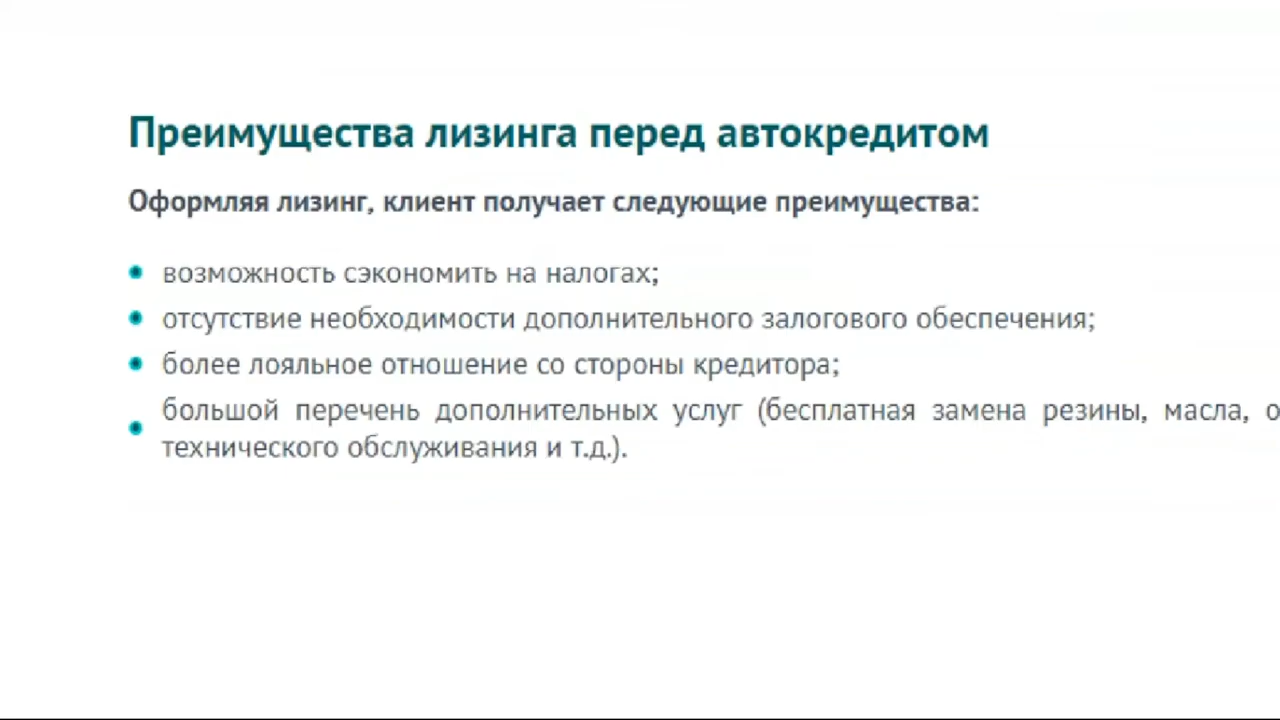 Преимущества лизинга перед автокредитом
Оформляя лизинг, клиент получает следующие преимущества:
возможность сэкономить на налогах;
отсутствие необходимости дополнительного залогового обеспечения;
более лояльное отношение со стороны кредитора;
большой перечень дополнительных услуг (бесплатная замена резины, масла,
технического обслуживания и т.д.).